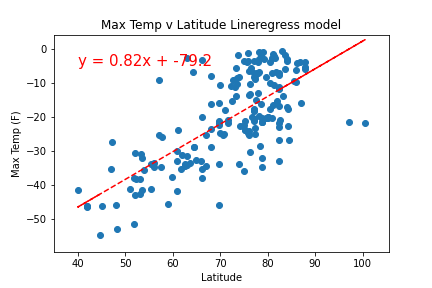 Max Temp v Latitude Lineregress model
y = 0.82x + -79.2
Max Temp (F)
0
−10
−20
−30
−40
−50
40 50 60 70 80 90 100
Latitude